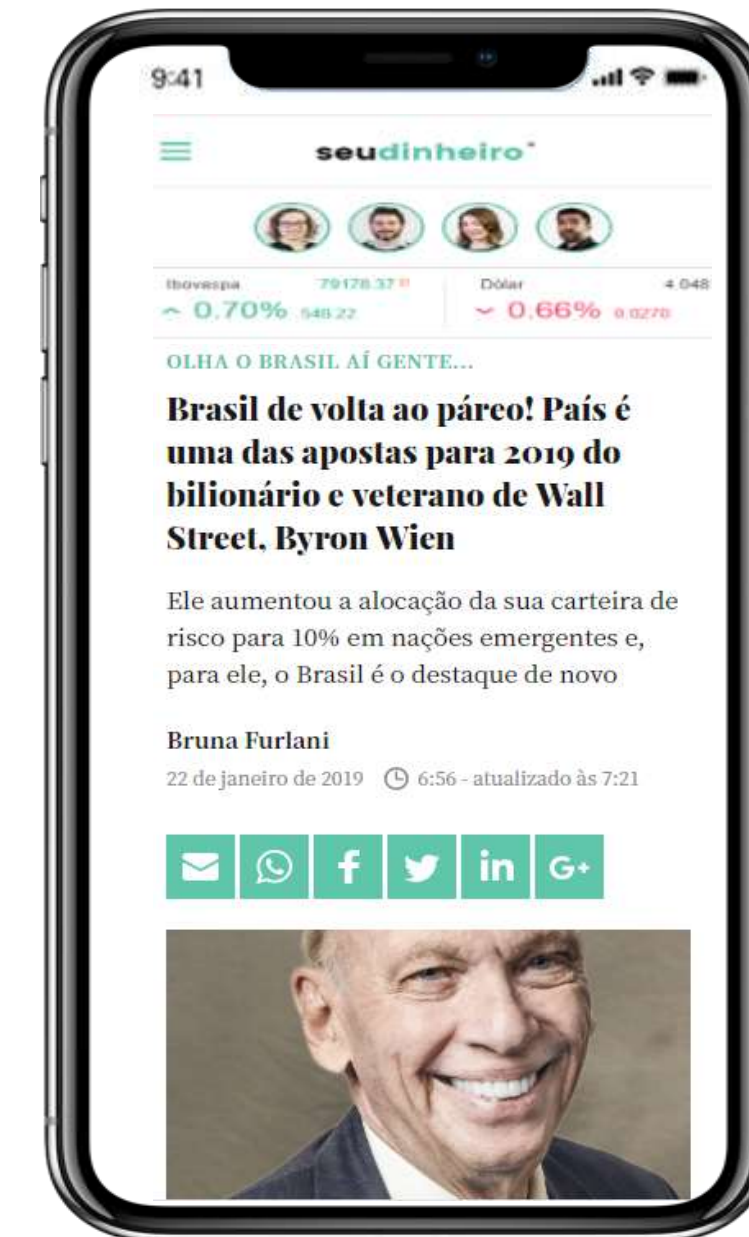 9:41
seudinheiro
Ibovespa 79178.37 Dólar 4.048
0.70% 548.22 0.66% 0.0270
OLHA O BRASIL AÍ GENTE...
Brasil de volta ao páreo! País é
uma das apostas para 2019 do
bilionário e veterano de Wall
Street, Byron Wien
Ele aumentou a alocação da sua carteira de
risco para 10% em nações emergentes e,
para ele, o Brasil é o destaque de novo
Bruna Furlani
22 de janeiro de 2019 6:56 - atualizado às 7:21
f in G+